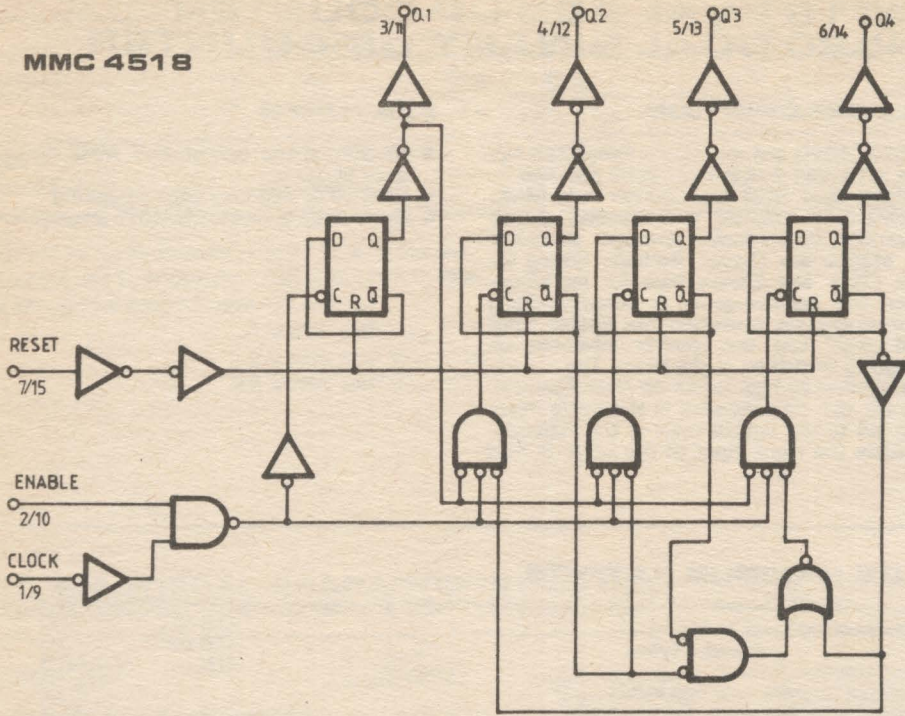 MMC 4518
Q1
3/11
Q2
4/12
Q3
5/13
Q4
6/14
D Q
C Q̅
R
D Q
C Q̅
R
D Q
C Q̅
R
D Q
C Q̅
R
RESET
7/15
ENABLE
2/10
CLOCK
1/9